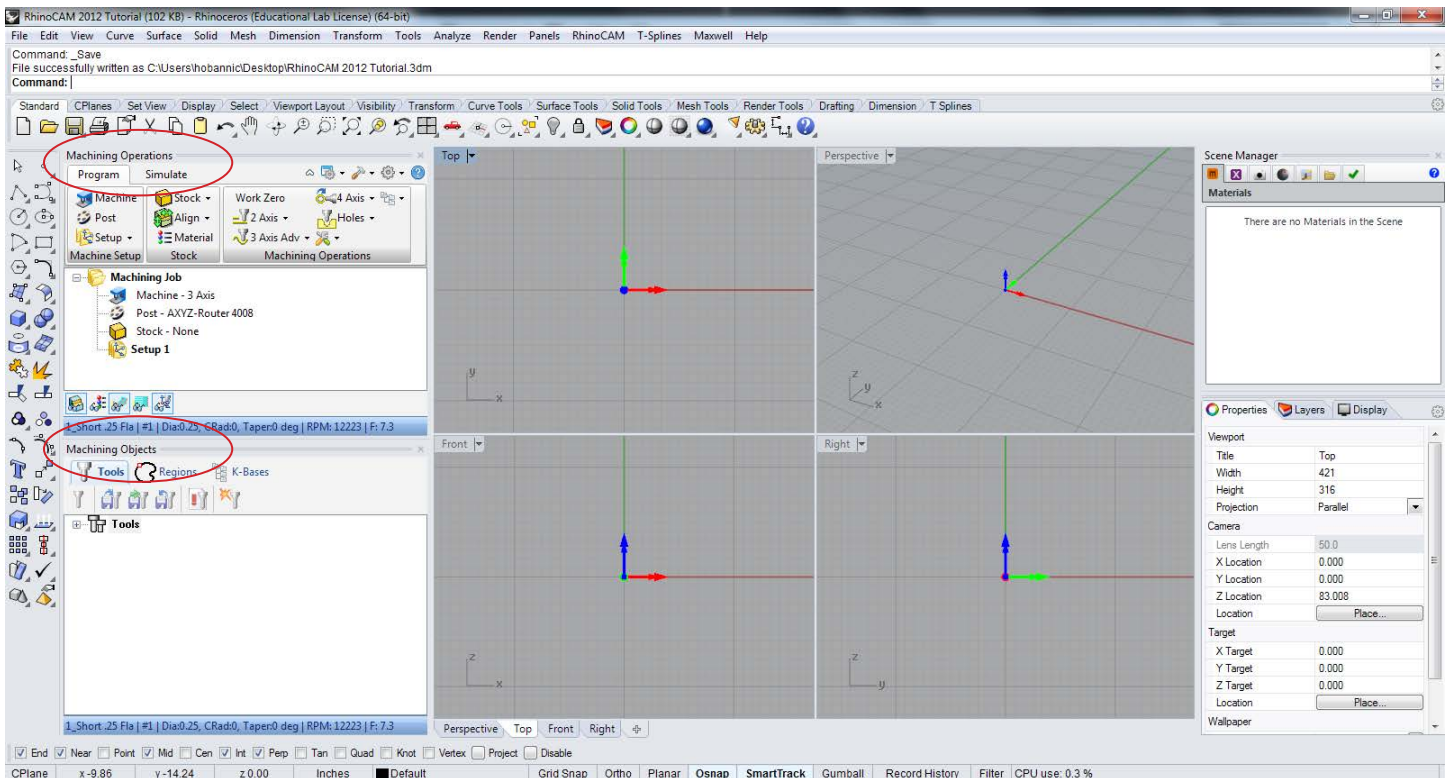 RhinoCAM 2012 Tutorial (102 KB) - Rhinoceros (Educational Lab License) (64-bit)
File Edit View Curve Surface Solid Mesh Dimension Transform Tools Analyze Render Panels RhinoCAM T-Splines Maxwell Help
Command: _Save
File successfully written as C:\Users\hobannic\Desktop\RhinoCAM 2012 Tutorial.3dm
Command:
Standard CPlanes Set View Display Select Viewport Layout Visibility Transform Curve Tools Surface Tools Solid Tools Mesh Tools Render Tools Drafting Dimension T Splines
Machining Operations
Program Simulate
Machine Stock Work Zero 4 Axis
Post Align 2 Axis Holes
Setup Material 3 Axis Adv
Machine Setup Stock Machining Operations
Machining Job
Machine - 3 Axis
Post - AXYZ-Router 4008
Stock - None
Setup 1
1_Short .25 Fla | #1 | Dia:0.25, CRad:0, Taper:0 deg | RPM: 12223 | F: 7.3
Machining Objects
Tools Regions K-Bases
Tools
1_Short .25 Fla | #1 | Dia:0.25, CRad:0, Taper:0 deg | RPM: 12223 | F: 7.3
Top
y
x
Perspective
z
y
x
Front
z
x
Right
z
y
Perspective Top Front Right
Scene Manager
Materials
There are no Materials in the Scene
Properties Layers Display
Viewport
Title Top
Width 421
Height 316
Projection Parallel
Camera
Lens Length 50.0
X Location 0.000
Y Location 0.000
Z Location 83.008
Location Place...
Target
X Target 0.000
Y Target 0.000
Z Target 0.000
Location Place...
Wallpaper
End Near Point Mid Cen Int Perp Tan Quad Knot Vertex Project Disable
CPlane x -9.86 y -14.24 z 0.00 Inches Default Grid Snap Ortho Planar Osnap SmartTrack Gumball Record History Filter CPU use: 0.3 %